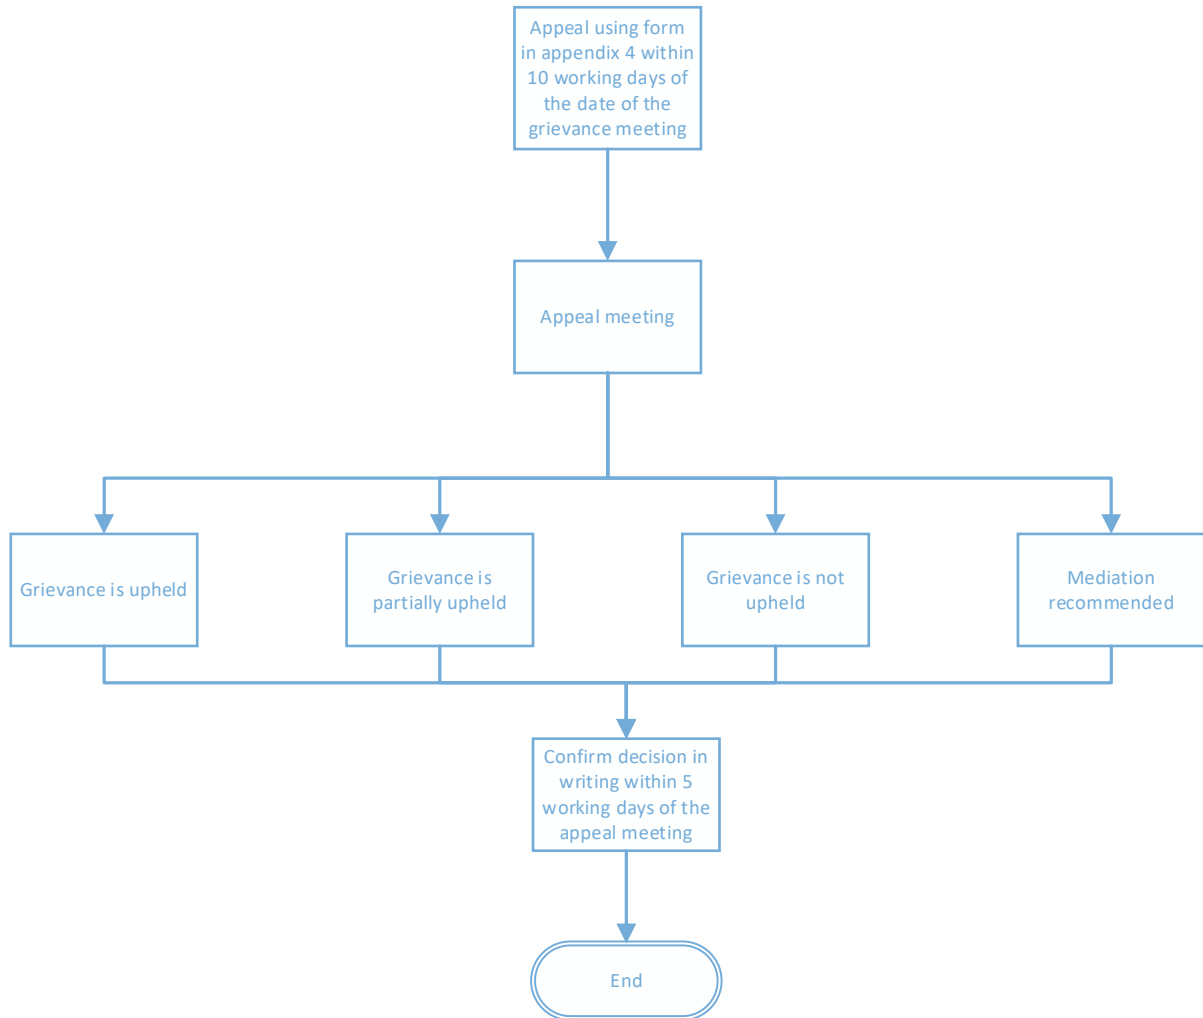 Appeal using form
in appendix 4 within
10 working days of
the date of the
grievance meeting
Appeal meeting
Grievance is upheld
Grievance is
partially upheld
Grievance is not
upheld
Mediation
recommended
Confirm decision in
writing within 5
working days of the
appeal meeting
End